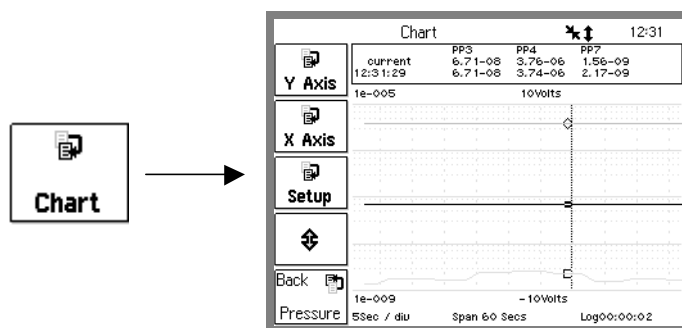 Chart
Chart 12:31
Y Axis
X Axis
Setup
Back
Pressure
PP3 PP4 PP7
current 6.71-08 3.76-06 1.56-09
12:31:29 6.71-08 3.74-06 2.17-09
1e-005 10Volts
1e-009 -10Volts
5Sec / div Span 60 Secs Log00:00:02